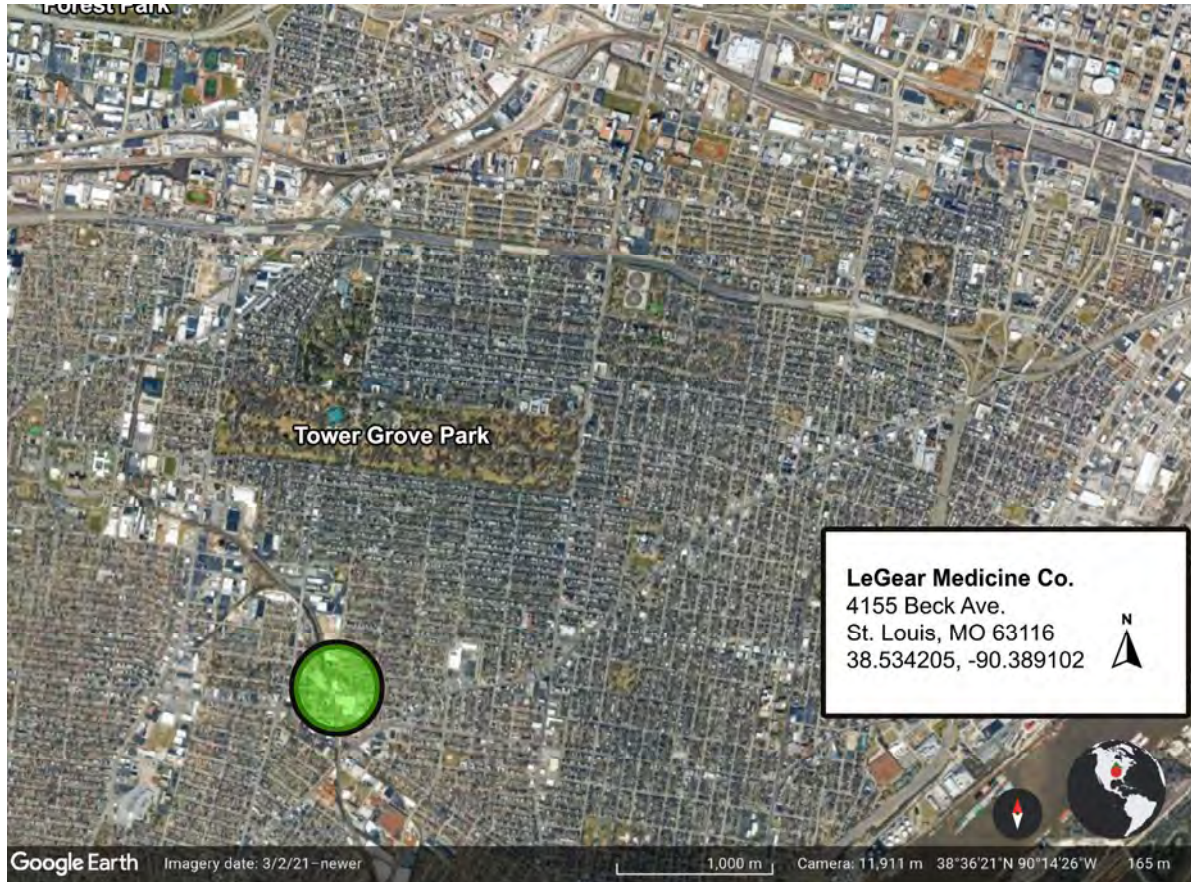 Forest Park
Tower Grove Park
LeGear Medicine Co.
4155 Beck Ave.
St. Louis, MO 63116
38.534205, -90.389102
N
Google Earth Imagery date: 3/2/21–newer 1,000 m Camera: 11,911 m 38°36'21"N 90°14'26"W 165 m